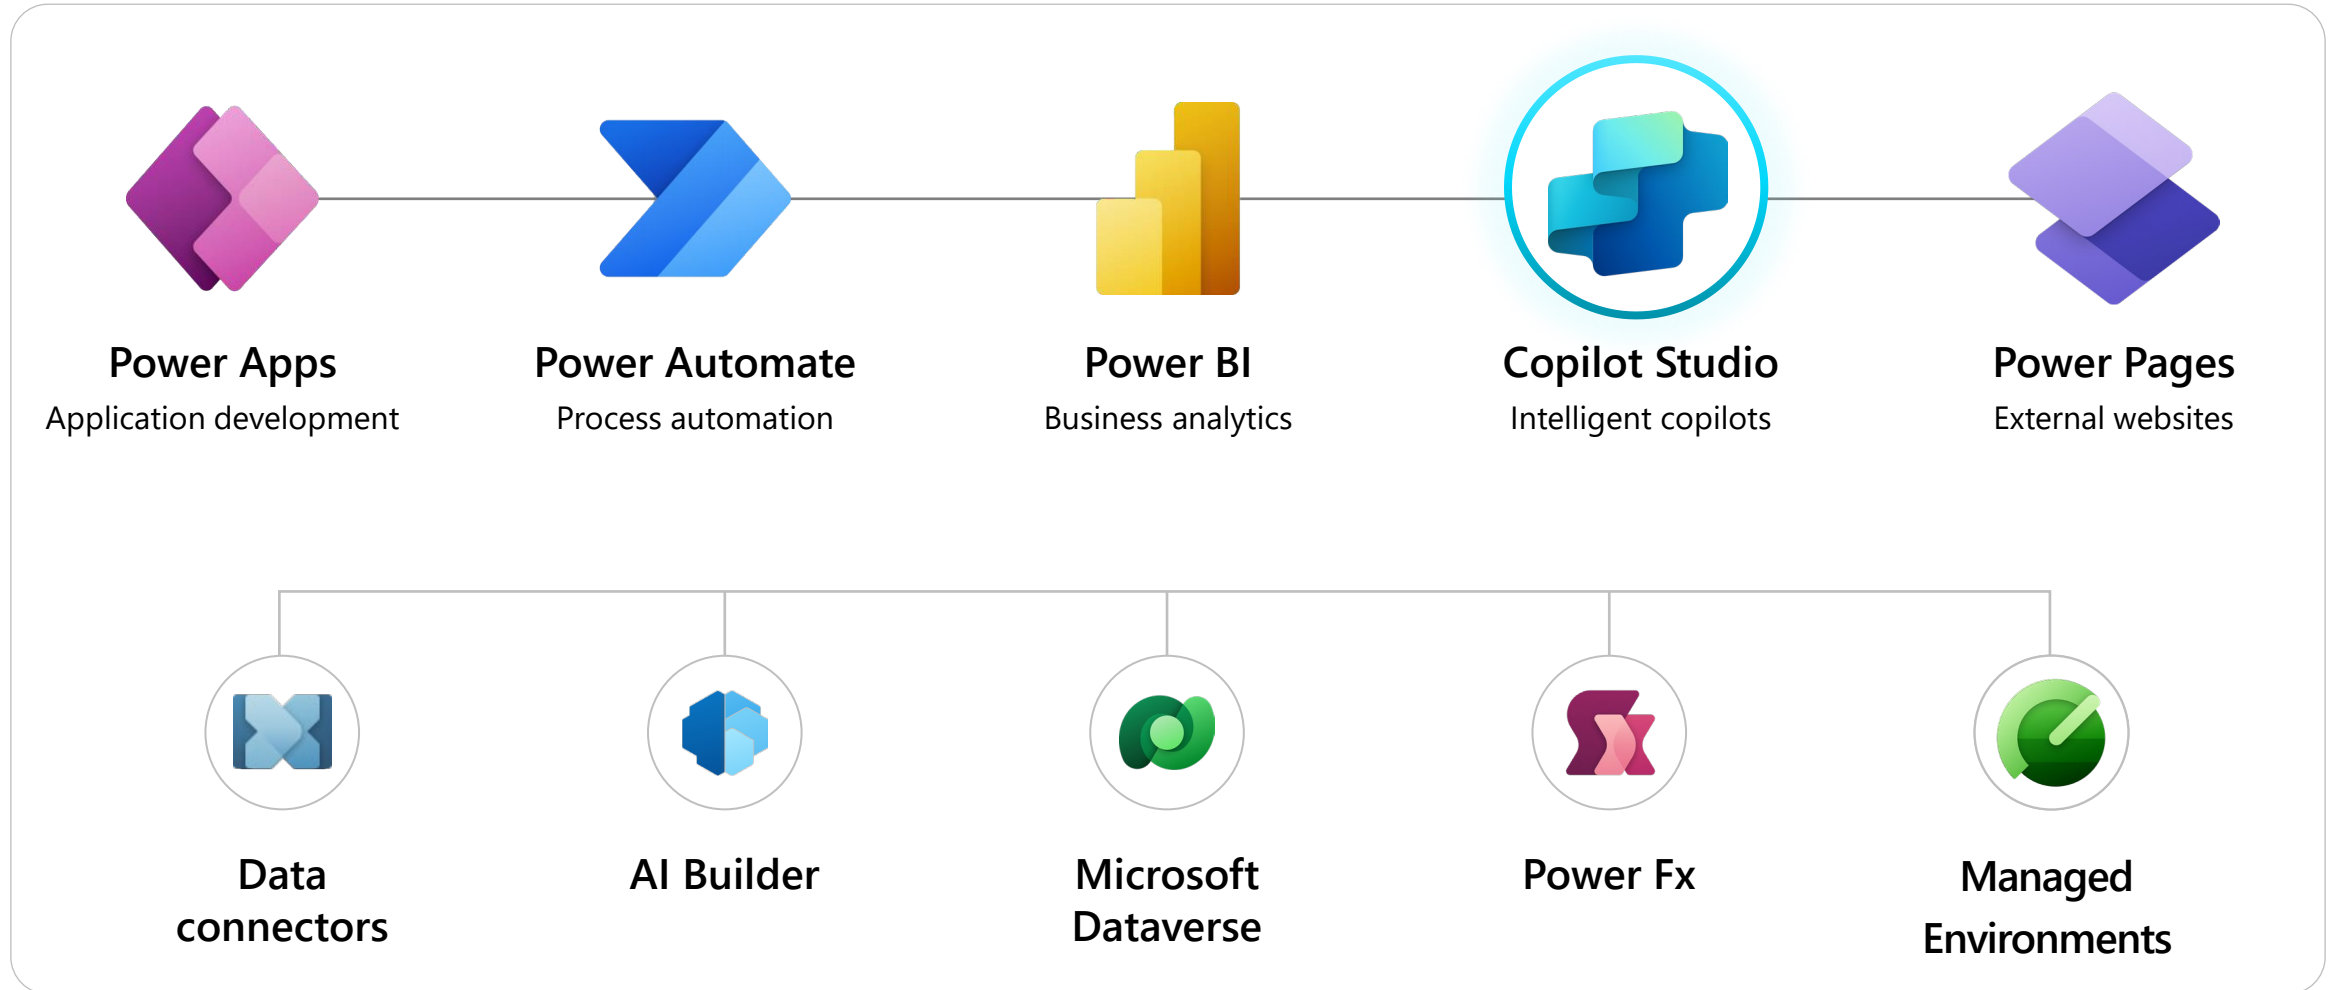 Power Apps
Application development
Power Automate
Process automation
Power BI
Business analytics
Copilot Studio
Intelligent copilots
Power Pages
External websites
Data
connectors
AI Builder
Microsoft
Dataverse
Power Fx
Managed
Environments